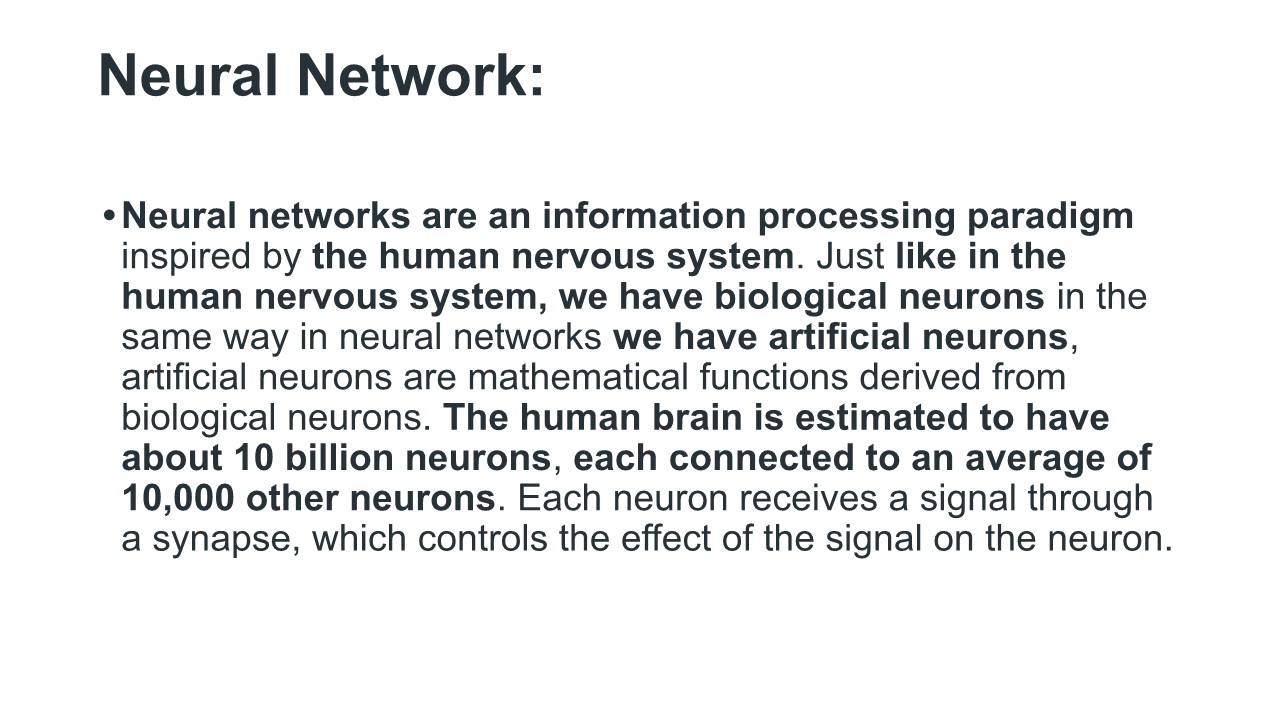 Neural Network:
•Neural networks are an information processing paradigm
inspired by the human nervous system. Just like in the
human nervous system, we have biological neurons in the
same way in neural networks we have artificial neurons,
artificial neurons are mathematical functions derived from
biological neurons. The human brain is estimated to have
about 10 billion neurons, each connected to an average of
10,000 other neurons. Each neuron receives a signal through
a synapse, which controls the effect of the signal on the neuron.